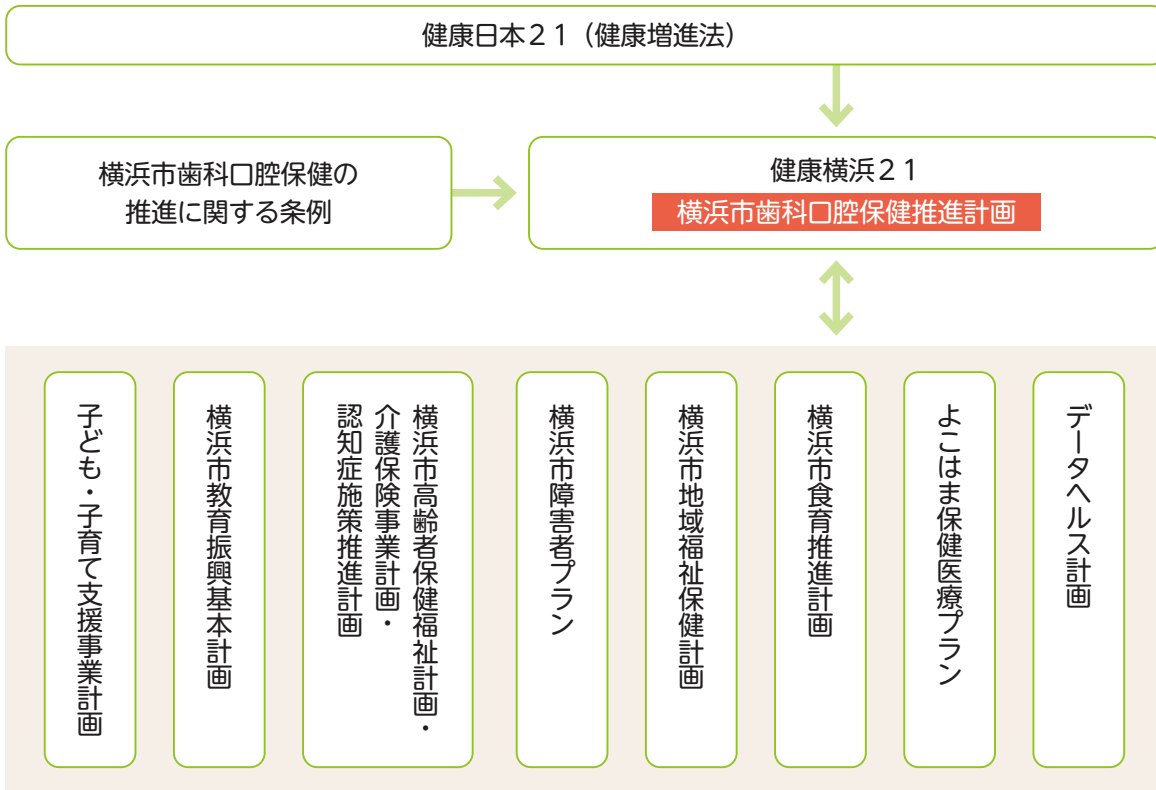 健康日本２１（健康増進法）
横浜市歯科口腔保健の
推進に関する条例
健康横浜２１
横浜市歯科口腔保健推進計画
子ども・子育て支援事業計画
横浜市教育振興基本計画
横浜市高齢者保健福祉計画・
介護保険事業計画・
認知症施策推進計画
横浜市障害者プラン
横浜市地域福祉保健計画
横浜市食育推進計画
よこはま保健医療プラン
データヘルス計画